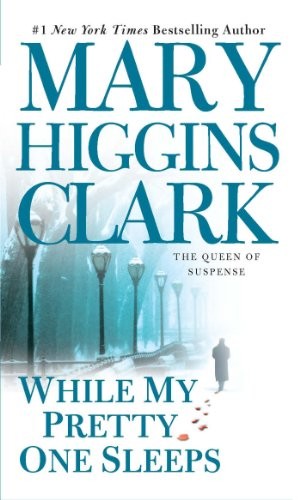 #1 New York Times Bestselling Author
MARY
HIGGINS
CLARK
THE QUEEN OF
SUSPENSE
WHILE MY
PRETTY
ONE SLEEPS